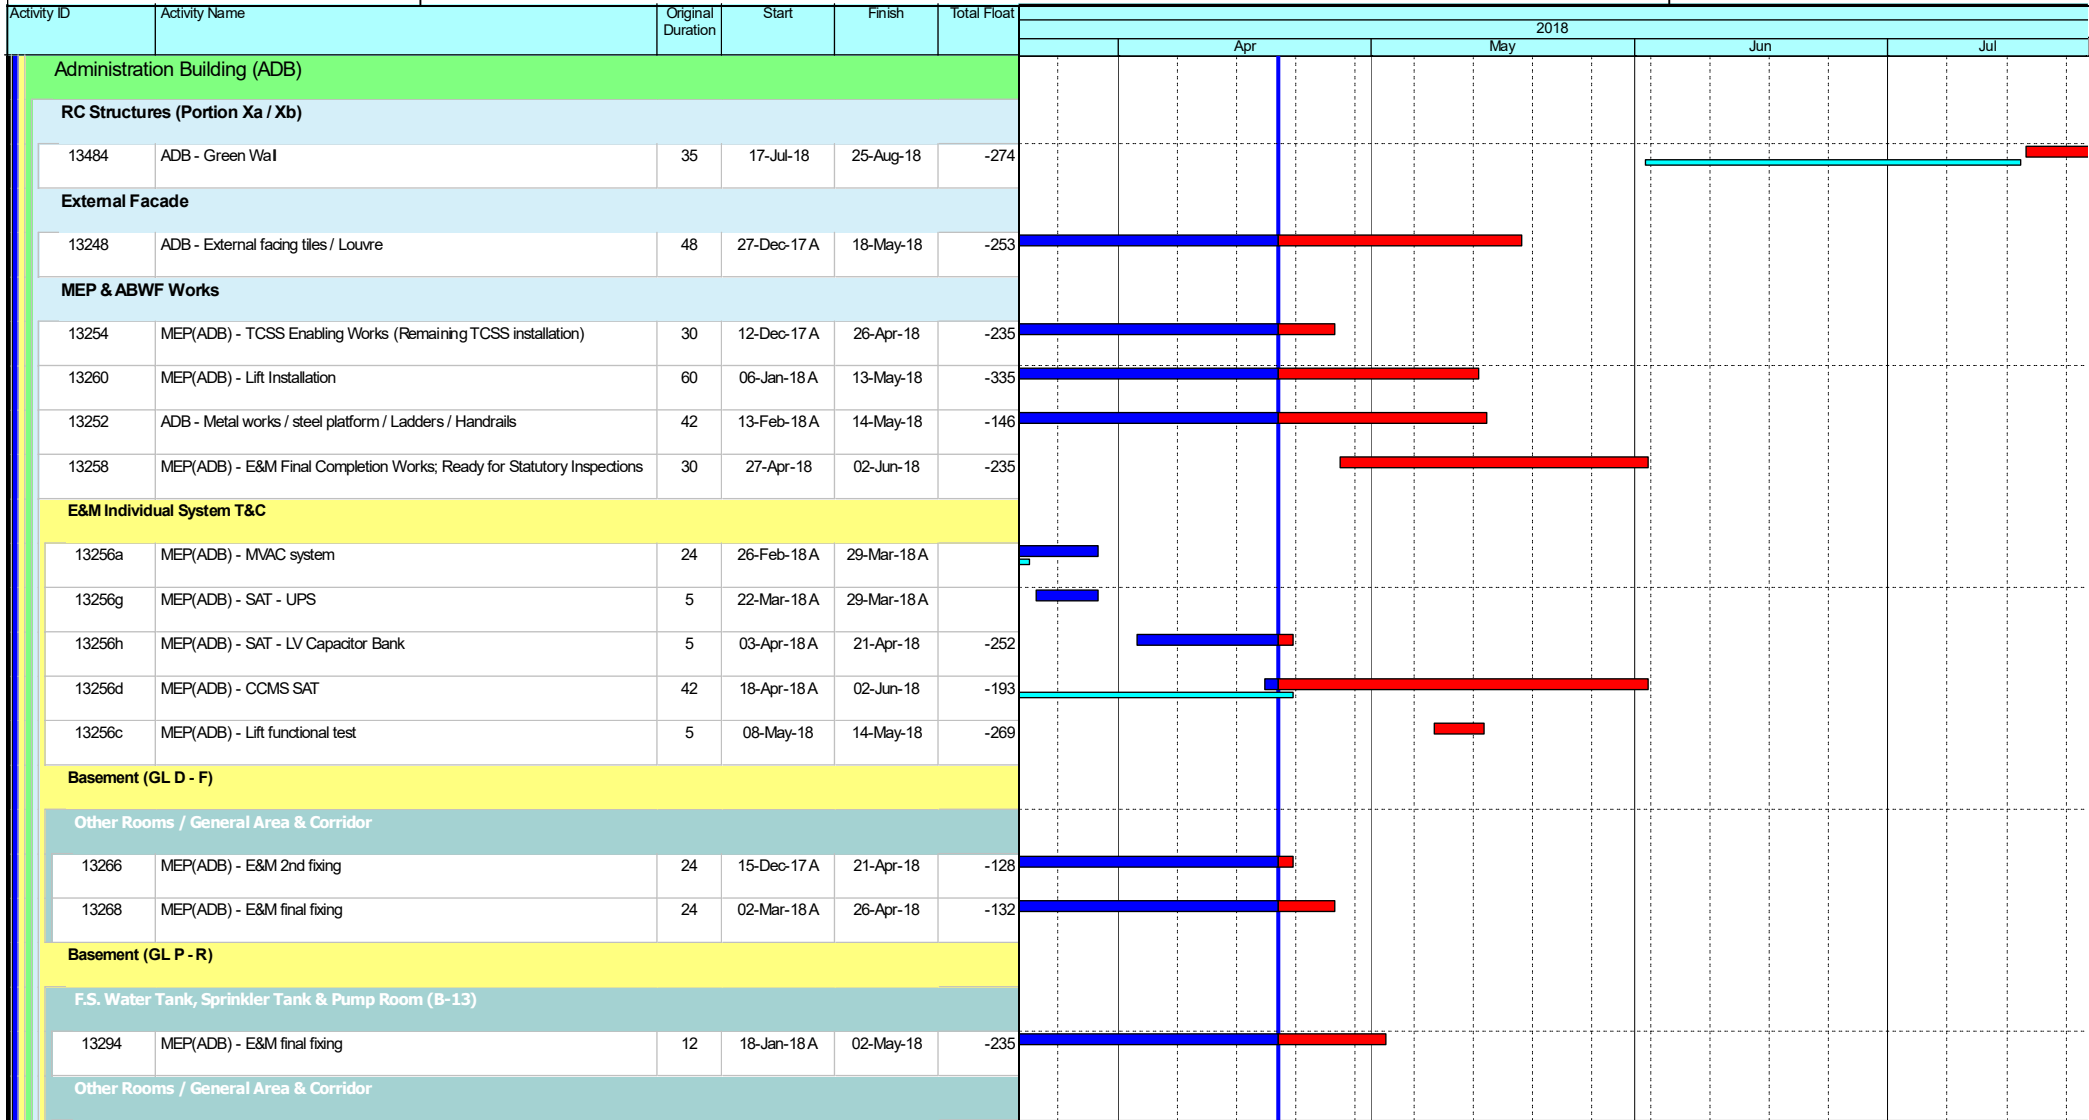 Activity ID Activity Name Original Duration Start Finish Total Float
2018
Apr May Jun Jul
Administration Building (ADB)
RC Structures (Portion Xa / Xb)
13484 ADB - Green Wall 35 17-Jul-18 25-Aug-18 -274
External Facade
13248 ADB - External facing tiles / Louvre 48 27-Dec-17 A 18-May-18 -253
MEP & ABWF Works
13254 MEP(ADB) - TCSS Enabling Works (Remaining TCSS installation) 30 12-Dec-17 A 26-Apr-18 -235
13260 MEP(ADB) - Lift Installation 60 06-Jan-18 A 13-May-18 -335
13252 ADB - Metal works / steel platform / Ladders / Handrails 42 13-Feb-18 A 14-May-18 -146
13258 MEP(ADB) - E&M Final Completion Works; Ready for Statutory Inspections 30 27-Apr-18 02-Jun-18 -235
E&M Individual System T&C
13256a MEP(ADB) - MVAC system 24 26-Feb-18 A 29-Mar-18 A
13256g MEP(ADB) - SAT - UPS 5 22-Mar-18 A 29-Mar-18 A
13256h MEP(ADB) - SAT - LV Capacitor Bank 5 03-Apr-18 A 21-Apr-18 -252
13256d MEP(ADB) - CCMS SAT 42 18-Apr-18 A 02-Jun-18 -193
13256c MEP(ADB) - Lift functional test 5 08-May-18 14-May-18 -269
Basement (GL D - F)
Other Rooms / General Area & Corridor
13266 MEP(ADB) - E&M 2nd fixing 24 15-Dec-17 A 21-Apr-18 -128
13268 MEP(ADB) - E&M final fixing 24 02-Mar-18 A 26-Apr-18 -132
Basement (GL P - R)
F.S. Water Tank, Sprinkler Tank & Pump Room (B-13)
13294 MEP(ADB) - E&M final fixing 12 18-Jan-18 A 02-May-18 -235
Other Rooms / General Area & Corridor